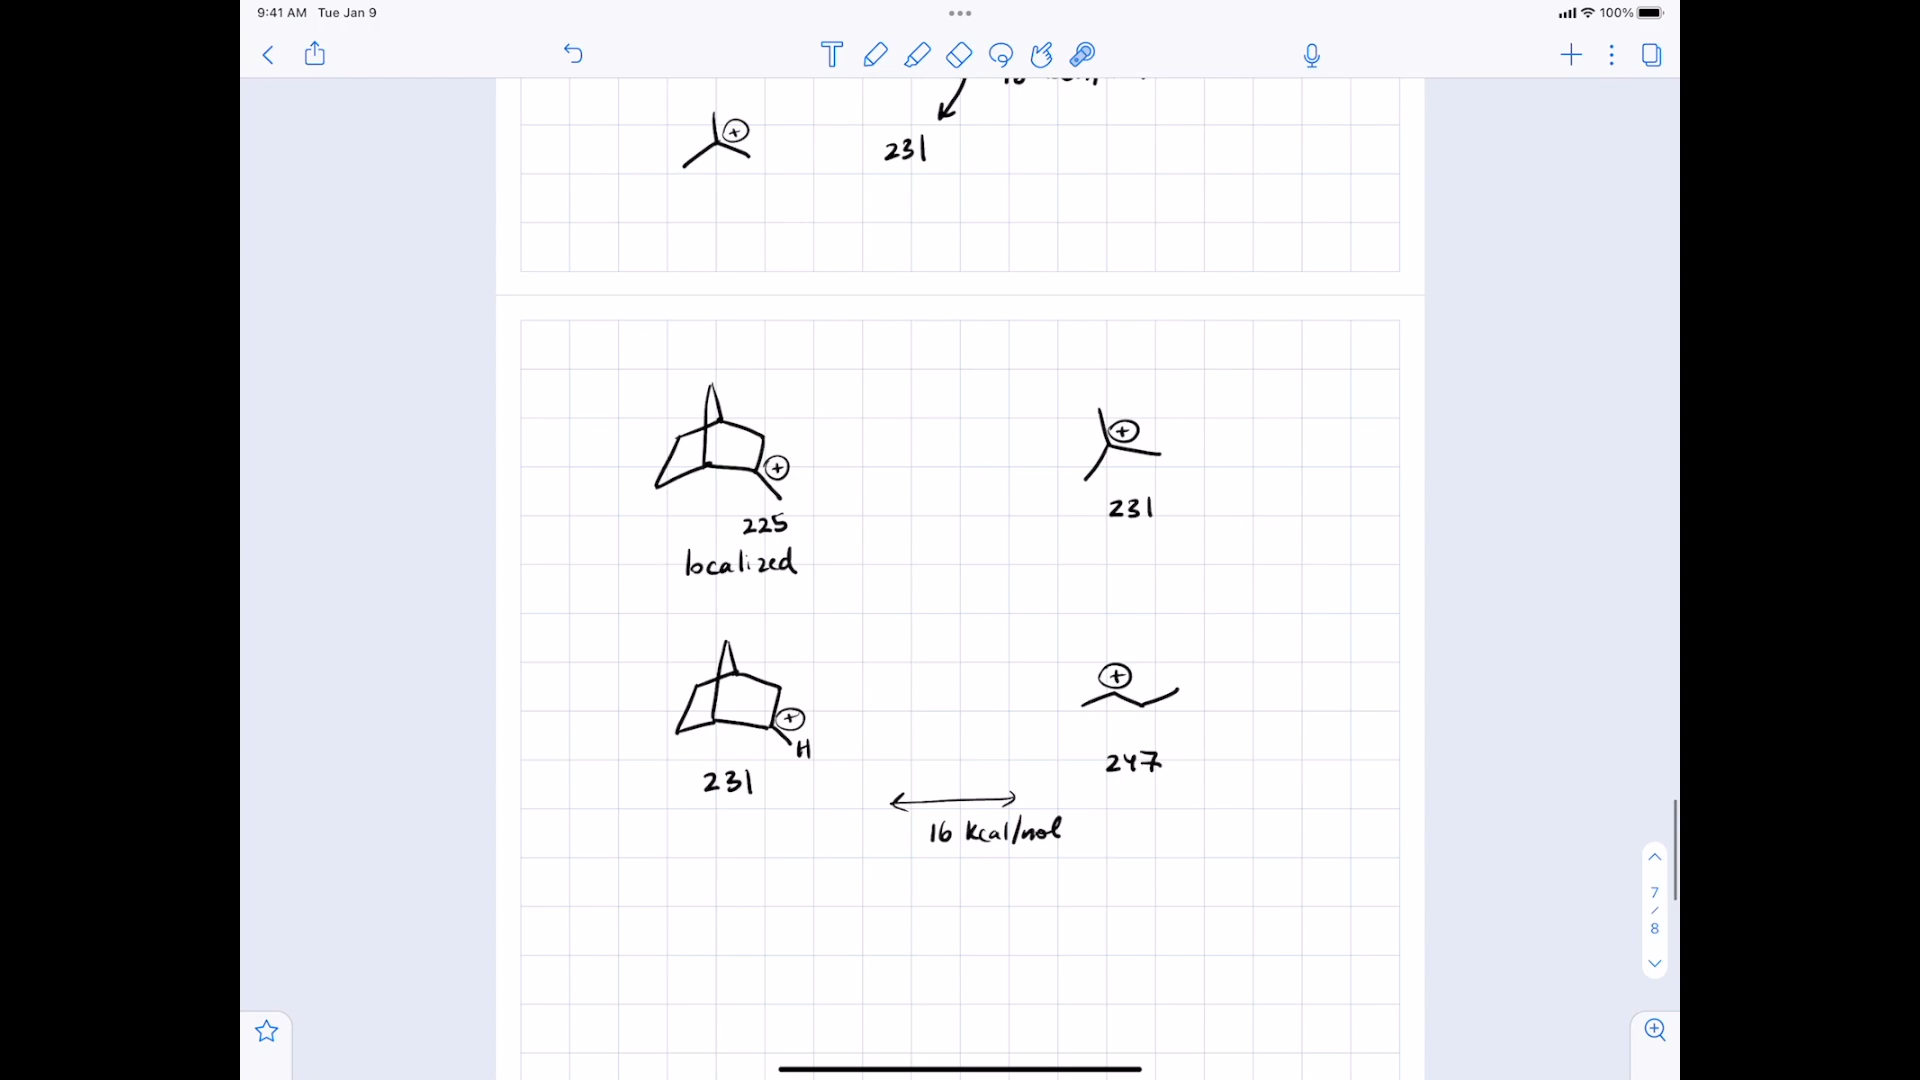 9:41 AM Tue Jan 9
100%
T
+
231
+
+
225
localized
231
+
H
231
+
247
16 kcal/mol
7
/
8